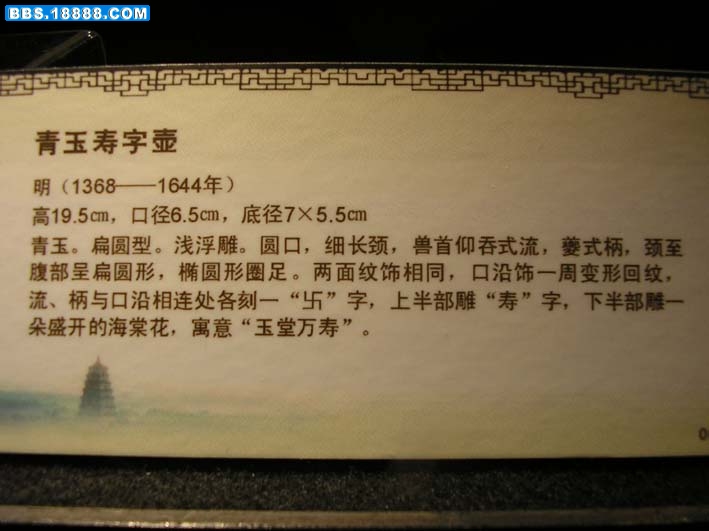 BBS.18888.COM
青玉寿字壶
明（1368——1644年）
高19.5㎝，口径6.5㎝，底径7×5.5㎝
青玉。扁圆型。浅浮雕。圆口，细长颈，兽首仰吞式流，夔式柄，颈至
腹部呈扁圆形，椭圆形圈足。两面纹饰相同，口沿饰一周变形回纹，
流、柄与口沿相连处各刻一“卐”字，上半部雕“寿”字，下半部雕一
朵盛开的海棠花，寓意“玉堂万寿”。